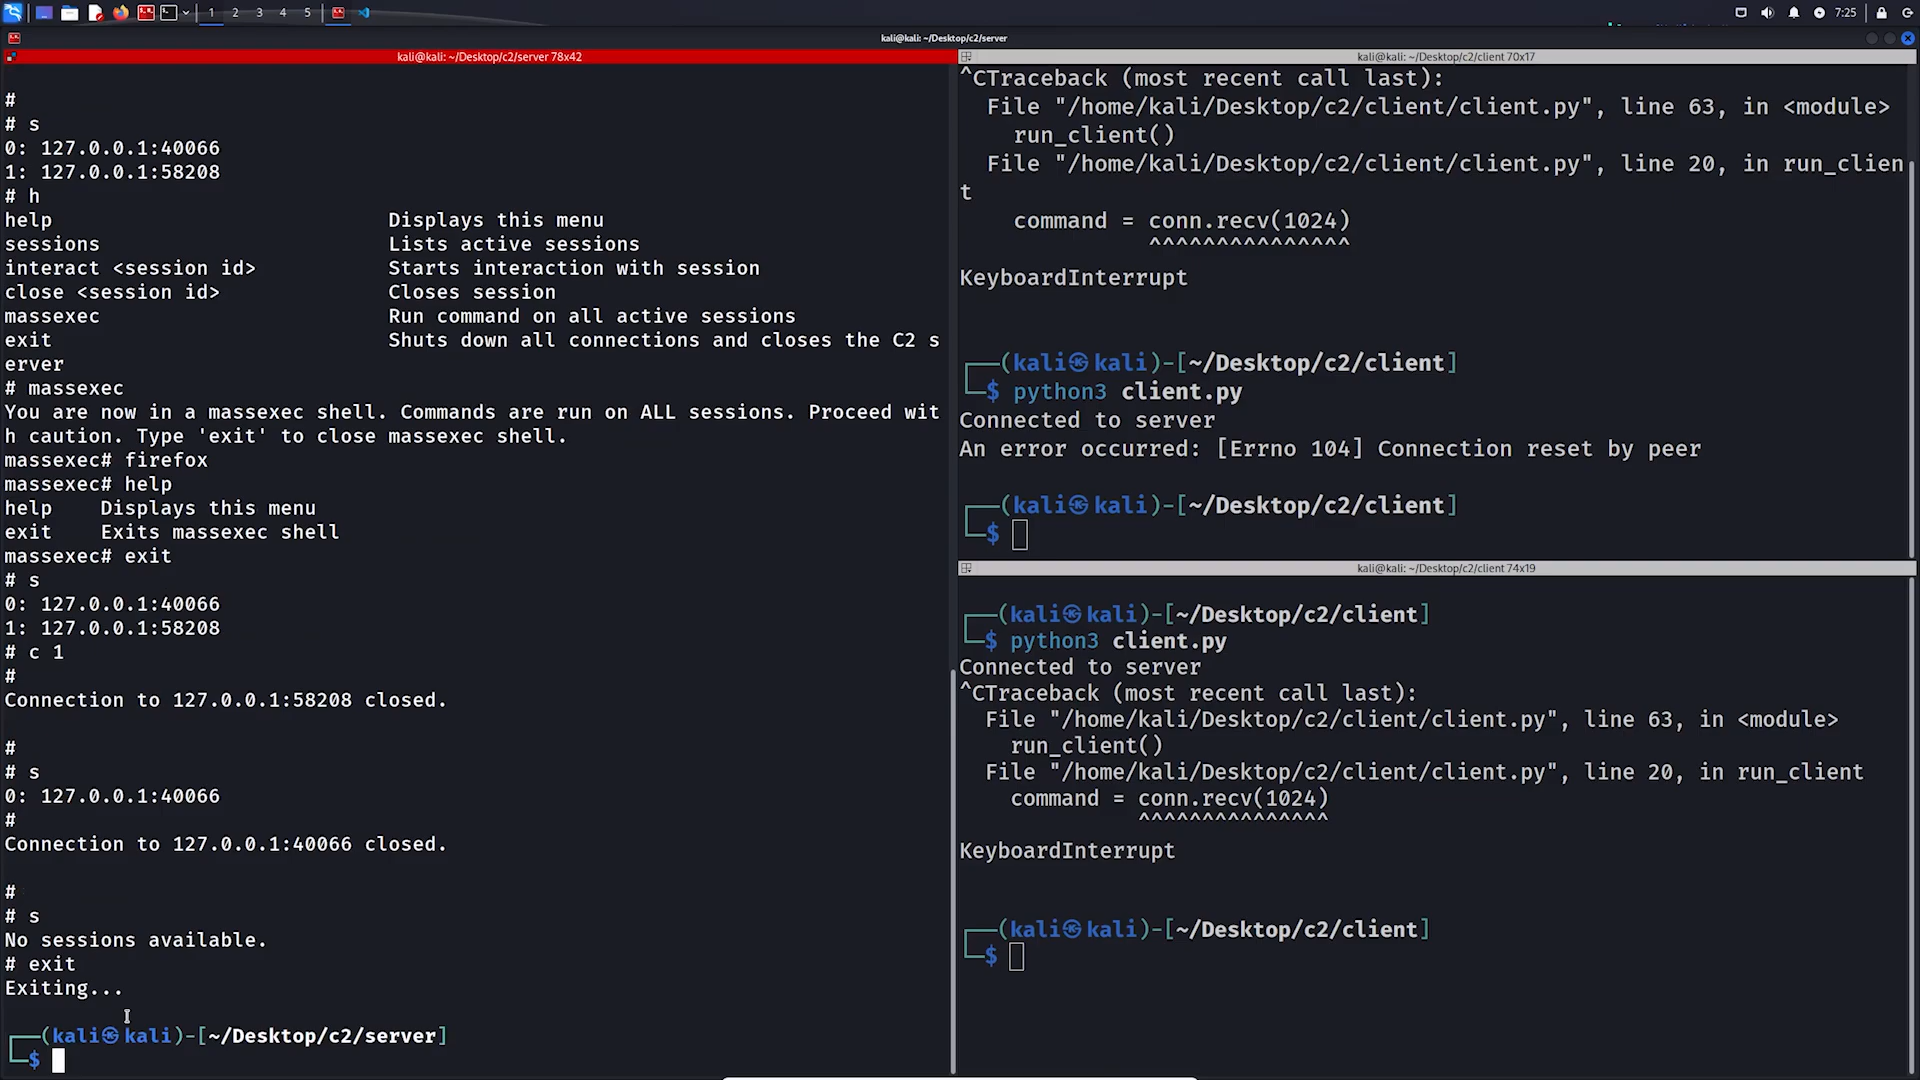 1 2 3 4 5
7:25
kali@kali: ~/Desktop/c2/server
kali@kali: ~/Desktop/c2/server 78x42
#
# s
0: 127.0.0.1:40066
1: 127.0.0.1:58208
# h
help Displays this menu
sessions Lists active sessions
interact <session id> Starts interaction with session
close <session id> Closes session
massexec Run command on all active sessions
exit Shuts down all connections and closes the C2 s
erver
# massexec
You are now in a massexec shell. Commands are run on ALL sessions. Proceed wit
h caution. Type 'exit' to close massexec shell.
massexec# firefox
massexec# help
help Displays this menu
exit Exits massexec shell
massexec# exit
# s
0: 127.0.0.1:40066
1: 127.0.0.1:58208
# c 1
#
Connection to 127.0.0.1:58208 closed.
#
# s
0: 127.0.0.1:40066
#
Connection to 127.0.0.1:40066 closed.
#
# s
No sessions available.
# exit
Exiting...
┌──(kali㉿kali)-[~/Desktop/c2/server]
└─$
kali@kali: ~/Desktop/c2/client 70x17
^CTraceback (most recent call last):
File "/home/kali/Desktop/c2/client/client.py", line 63, in <module>
run_client()
File "/home/kali/Desktop/c2/client/client.py", line 20, in run_clien
t
command = conn.recv(1024)
^^^^^^^^^^^^^^^
KeyboardInterrupt
┌──(kali㉿kali)-[~/Desktop/c2/client]
└─$ python3 client.py
Connected to server
An error occurred: [Errno 104] Connection reset by peer
┌──(kali㉿kali)-[~/Desktop/c2/client]
└─$
kali@kali: ~/Desktop/c2/client 74x19
┌──(kali㉿kali)-[~/Desktop/c2/client]
└─$ python3 client.py
Connected to server
^CTraceback (most recent call last):
File "/home/kali/Desktop/c2/client/client.py", line 63, in <module>
run_client()
File "/home/kali/Desktop/c2/client/client.py", line 20, in run_client
command = conn.recv(1024)
^^^^^^^^^^^^^^^
KeyboardInterrupt
┌──(kali㉿kali)-[~/Desktop/c2/client]
└─$